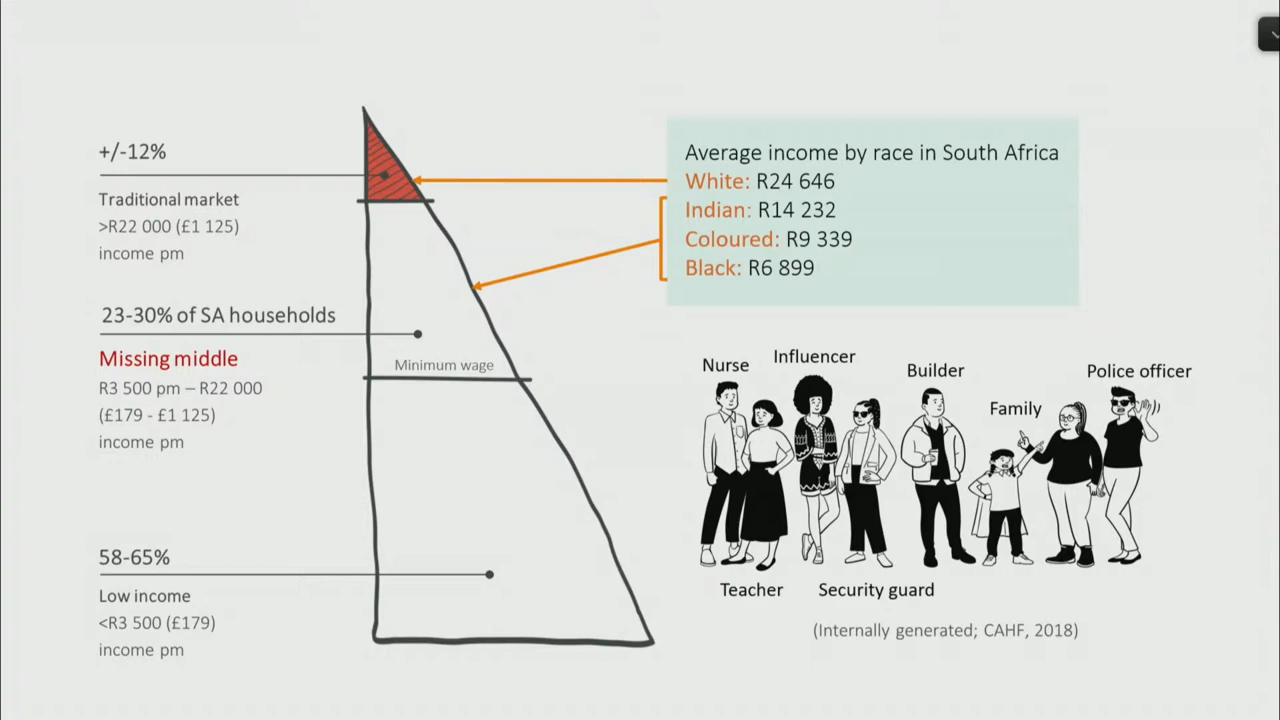 +/-12%
Traditional market
>R22 000 (£1 125)
income pm
23-30% of SA households
Missing middle
R3 500 pm – R22 000
(£179 - £1 125)
income pm
Minimum wage
58-65%
Low income
<R3 500 (£179)
income pm
Average income by race in South Africa
White: R24 646
Indian: R14 232
Coloured: R9 339
Black: R6 899
Nurse
Influencer
Builder
Family
Police officer
Teacher
Security guard
(Internally generated; CAHF, 2018)